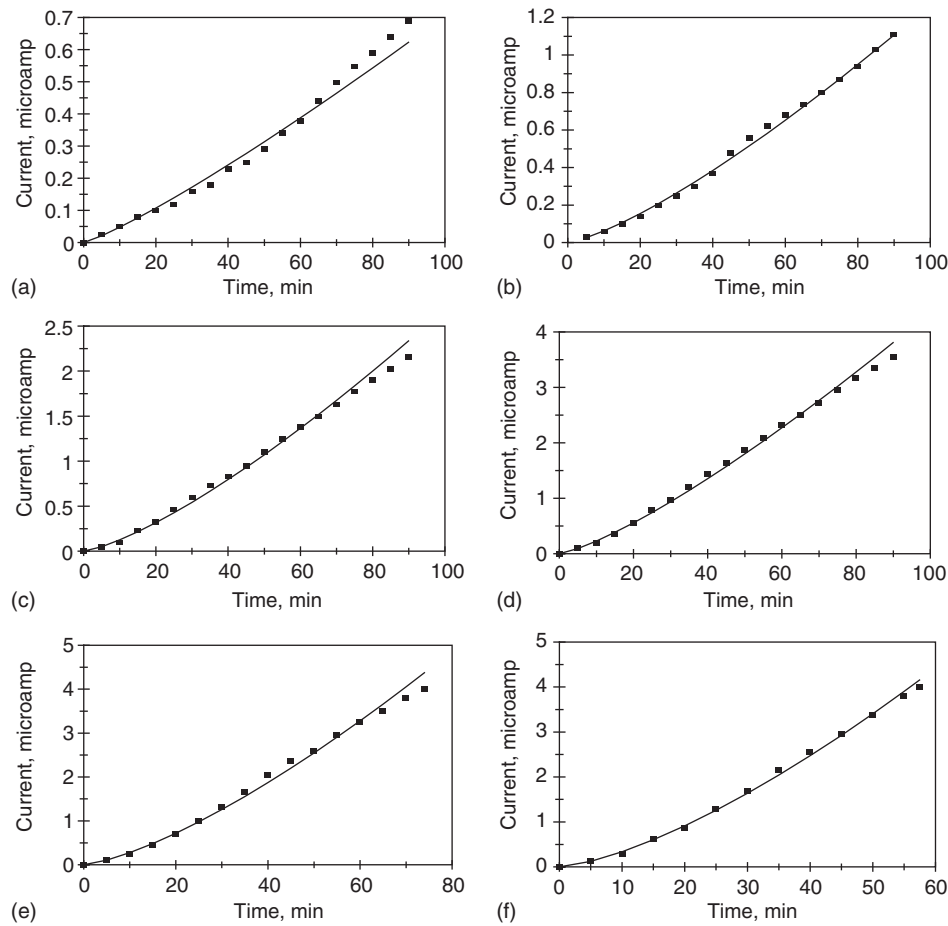 Current, microamp
0.7
0.6
0.5
0.4
0.3
0.2
0.1
0
0 20 40 60 80 100
(a) Time, min
Current, microamp
1.2
1
0.8
0.6
0.4
0.2
0
0 20 40 60 80 100
(b) Time, min
Current, microamp
2.5
2
1.5
1
0.5
0
0 20 40 60 80 100
(c) Time, min
Current, microamp
4
3
2
1
0
0 20 40 60 80 100
(d) Time, min
Current, microamp
5
4
3
2
1
0
0 20 40 60 80
(e) Time, min
Current, microamp
5
4
3
2
1
0
0 10 20 30 40 50 60
(f) Time, min